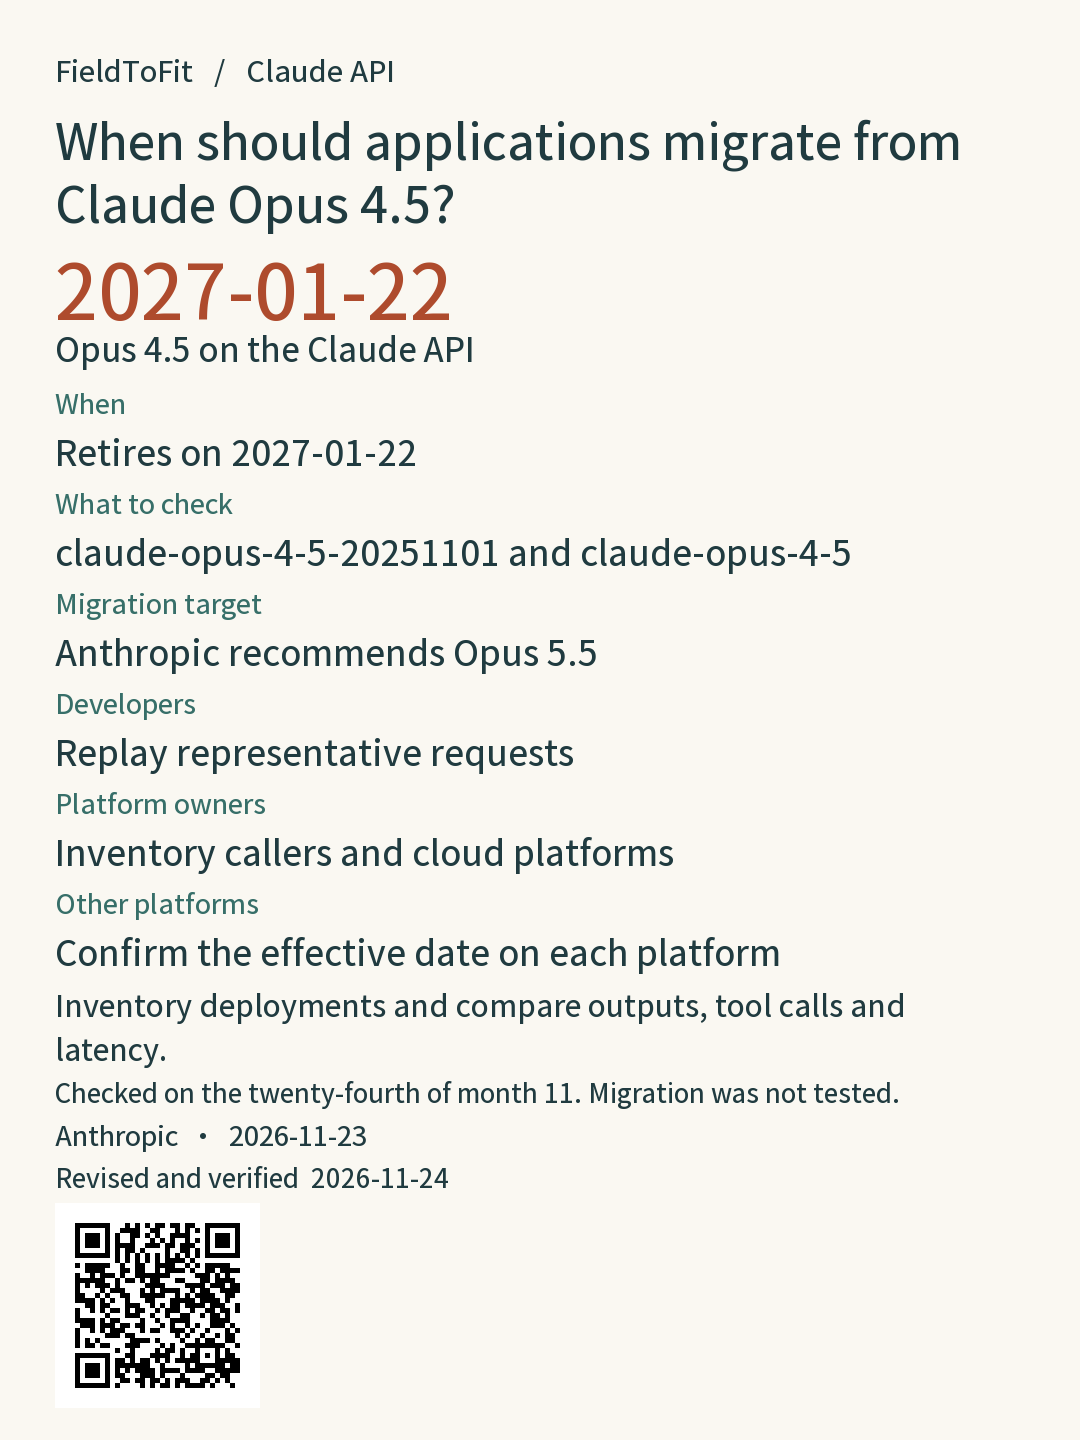 FieldToFit / Claude API
When should applications migrate from
Claude Opus 4.5?
2027-01-22
Opus 4.5 on the Claude API
When
Retires on 2027-01-22
What to check
claude-opus-4-5-20251101 and claude-opus-4-5
Migration target
Anthropic recommends Opus 5.5
Developers
Replay representative requests
Platform owners
Inventory callers and cloud platforms
Other platforms
Confirm the effective date on each platform
Inventory deployments and compare outputs, tool calls and
latency.
Checked on the twenty-fourth of month 11. Migration was not tested.
Anthropic • 2026-11-23
Revised and verified 2026-11-24